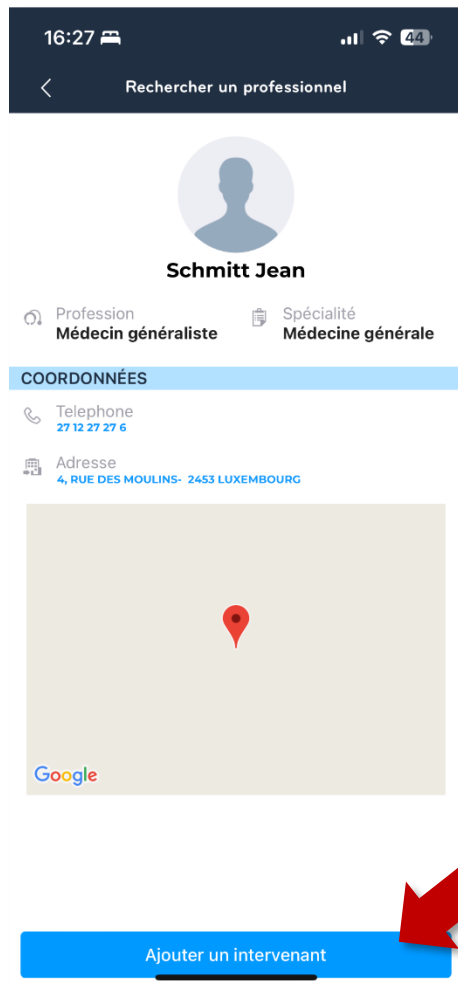 16:27
44
Rechercher un professionnel
Schmitt Jean
Profession
Médecin généraliste
Spécialité
Médecine générale
COORDONNÉES
Telephone
27 12 27 27 6
Adresse
4, RUE DES MOULINS- 2453 LUXEMBOURG
Google
Ajouter un intervenant